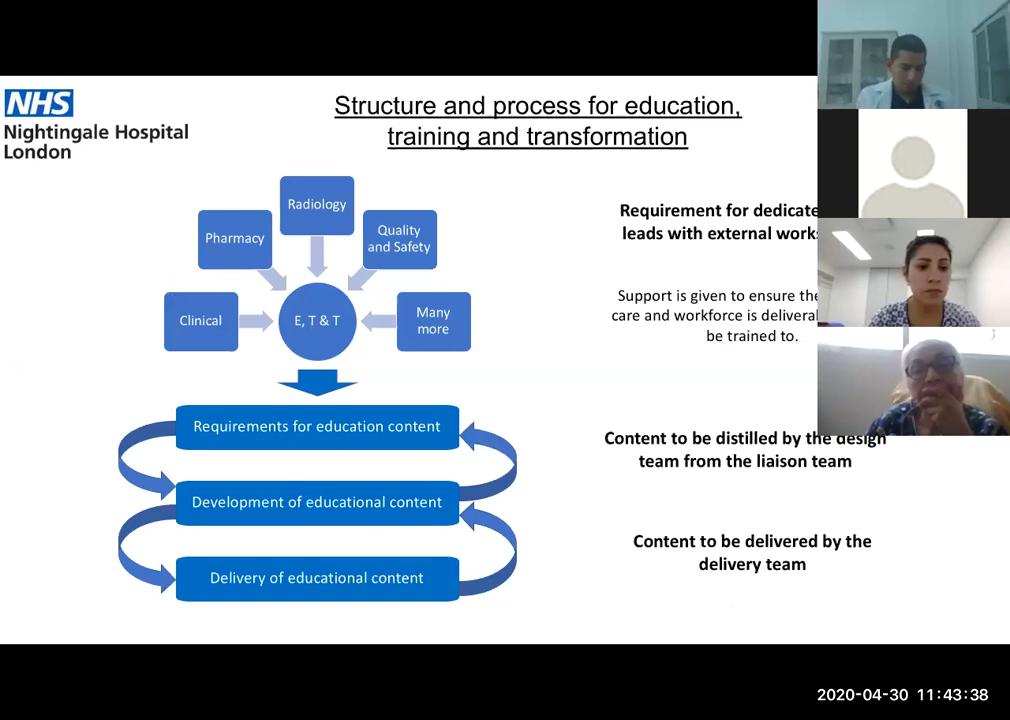 NHS
Nightingale Hospital
London
Structure and process for education,
training and transformation
Radiology
Pharmacy
Quality
and Safety
Clinical
E, T & T
Many
more
Requirements for education content
Development of educational content
Delivery of educational content
Requirement for dedicate
leads with external work
Support is given to ensure the
care and workforce is delivera
be trained to.
Content to be distilled by the design
team from the liaison team
Content to be delivered by the
delivery team
2020-04-30 11:43:38